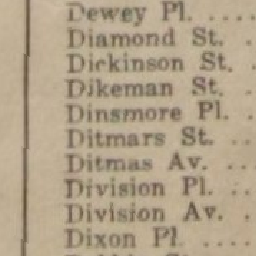 Dewey Pl. ....
Diamond St. .
Dickinson St. .
Dikeman St. .
Dinsmore Pl. .
Ditmars St. ..
Ditmas Av. ...
Division Pl. ..
Division Av. .
Dixon Pl. ....